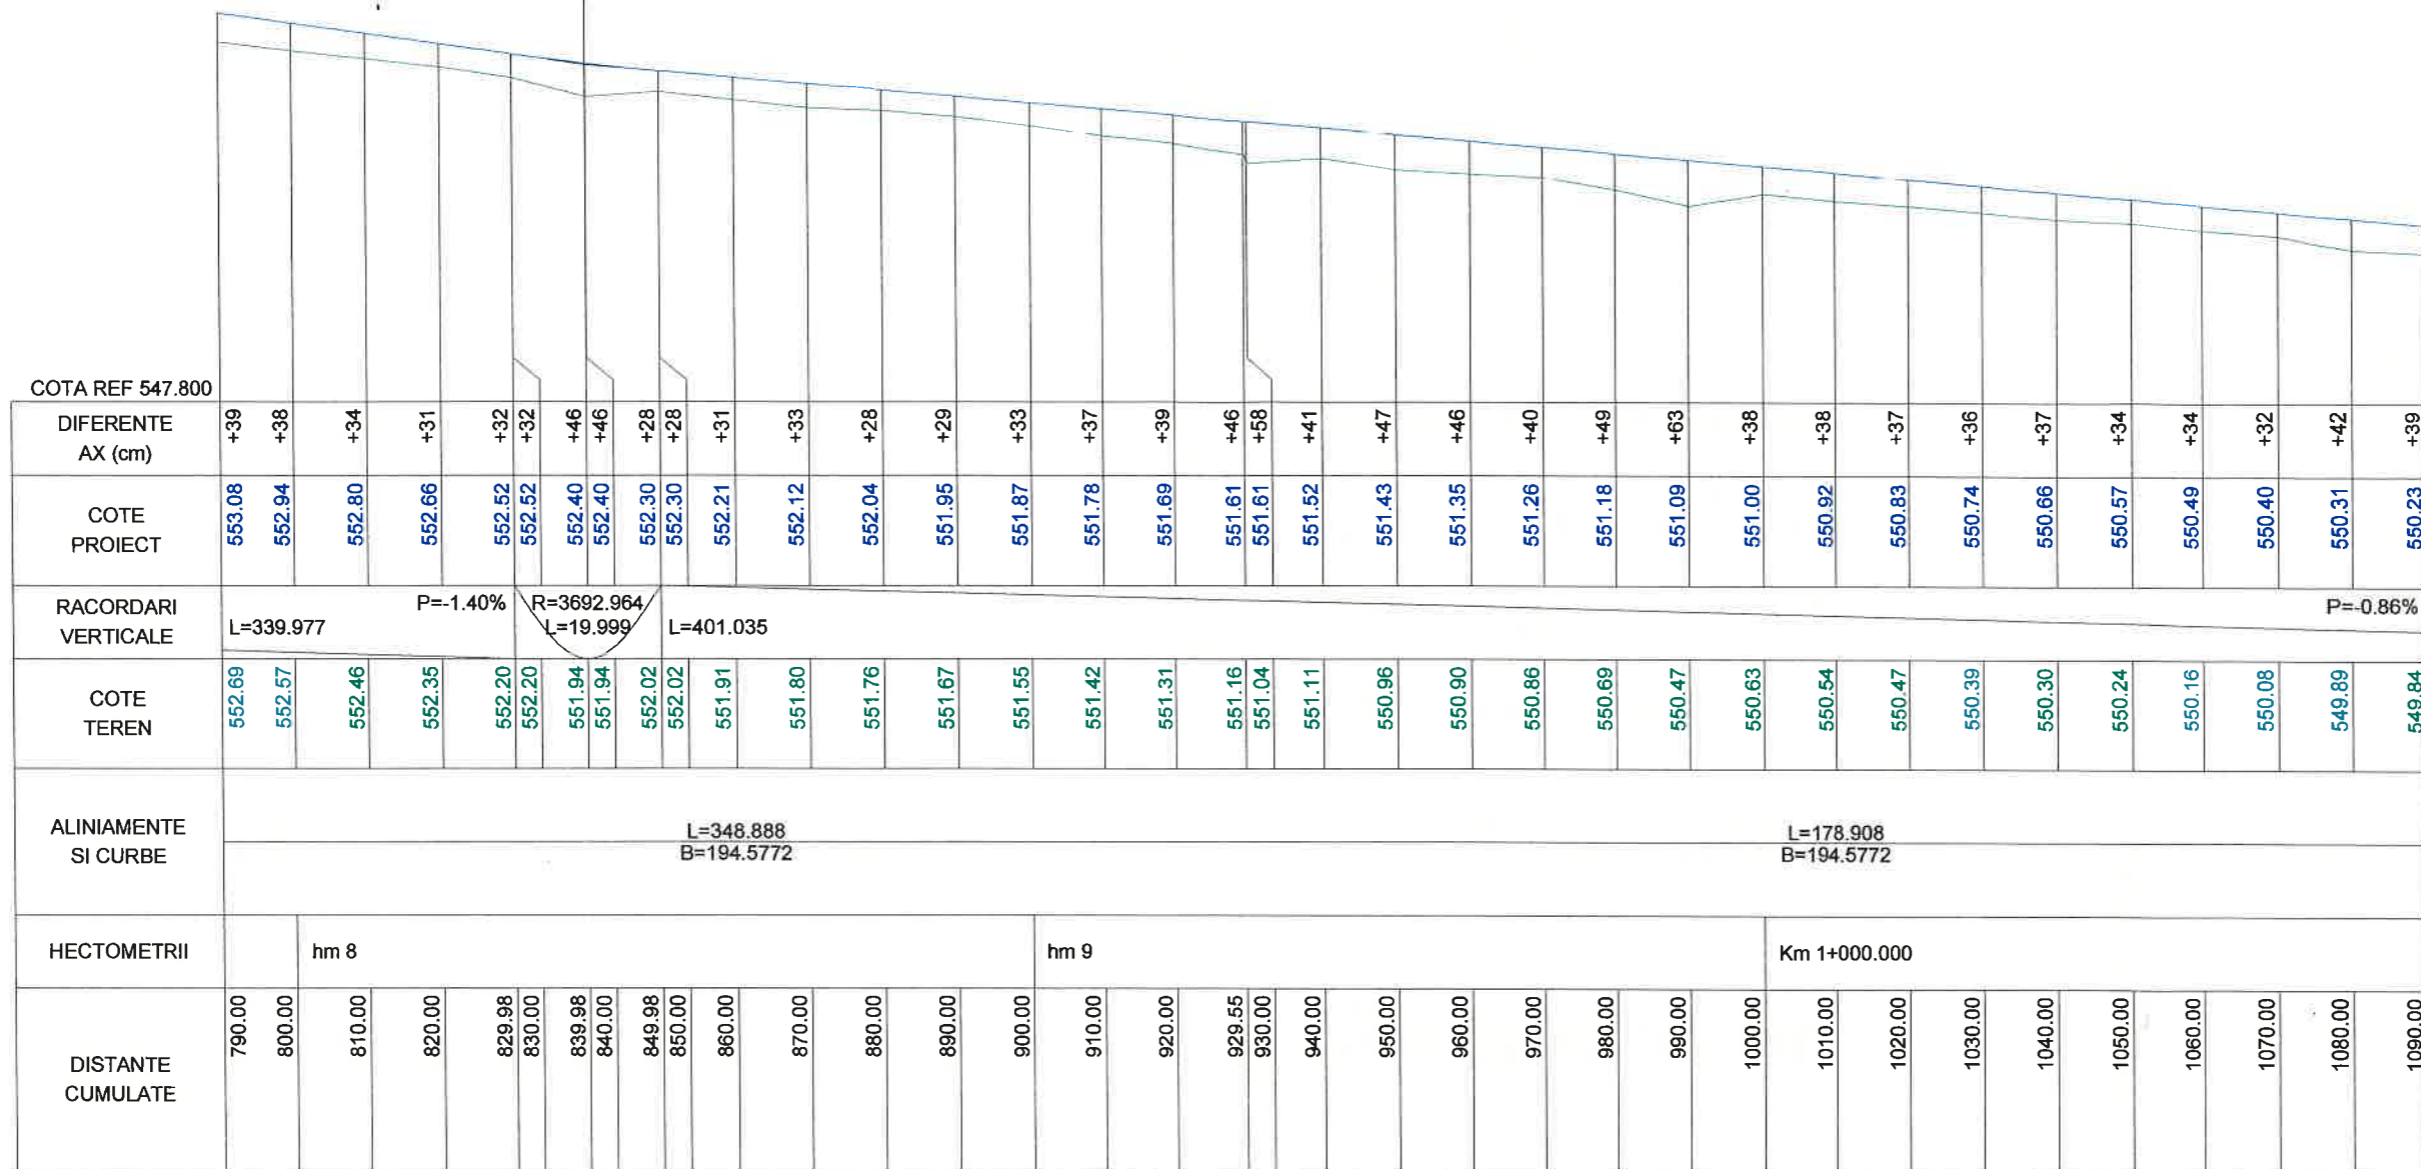 COTA REF 547.800
DIFERENTE
AX (cm)
+39 +38 +34 +31 +32 +32 +46 +46 +28 +28 +31 +33 +28 +29 +33 +37 +39 +46 +58 +41 +47 +46 +40 +49 +63 +38 +38 +37 +36 +37 +34 +34 +32 +42 +39
COTE
PROIECT
553.08 552.94 552.80 552.66 552.52 552.52 552.40 552.40 552.30 552.30 552.21 552.12 552.04 551.95 551.87 551.78 551.69 551.61 551.61 551.52 551.43 551.35 551.26 551.18 551.09 551.00 550.92 550.83 550.74 550.66 550.57 550.49 550.40 550.31 550.23
RACORDARI
VERTICALE
P=-1.40% R=3692.964 P=-0.86%
L=339.977 L=19.999 L=401.035
COTE
TEREN
552.69 552.57 552.46 552.35 552.20 552.20 551.94 551.94 552.02 552.02 551.91 551.80 551.76 551.67 551.55 551.42 551.31 551.16 551.04 551.11 550.96 550.90 550.86 550.69 550.47 550.63 550.54 550.47 550.39 550.30 550.24 550.16 550.08 549.89 549.84
ALINIAMENTE
SI CURBE
L=348.888 L=178.908
B=194.5772 B=194.5772
HECTOMETRII
hm 8 hm 9 Km 1+000.000
DISTANTE
CUMULATE
790.00 800.00 810.00 820.00 829.98 830.00 839.98 840.00 849.98 850.00 860.00 870.00 880.00 890.00 900.00 910.00 920.00 929.55 930.00 940.00 950.00 960.00 970.00 980.00 990.00 1000.00 1010.00 1020.00 1030.00 1040.00 1050.00 1060.00 1070.00 1080.00 1090.00